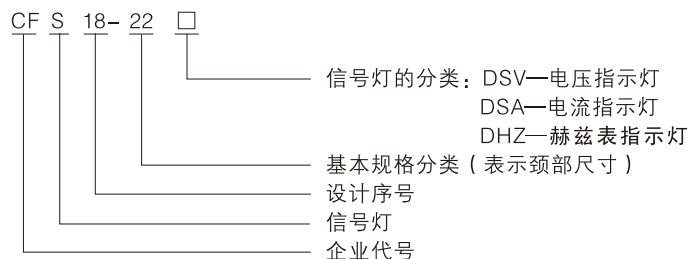 CF S 18-22 □
信号灯的分类：DSV—电压指示灯
DSA—电流指示灯
DHZ—赫兹表指示灯
基本规格分类（表示颈部尺寸）
设计序号
信号灯
企业代号